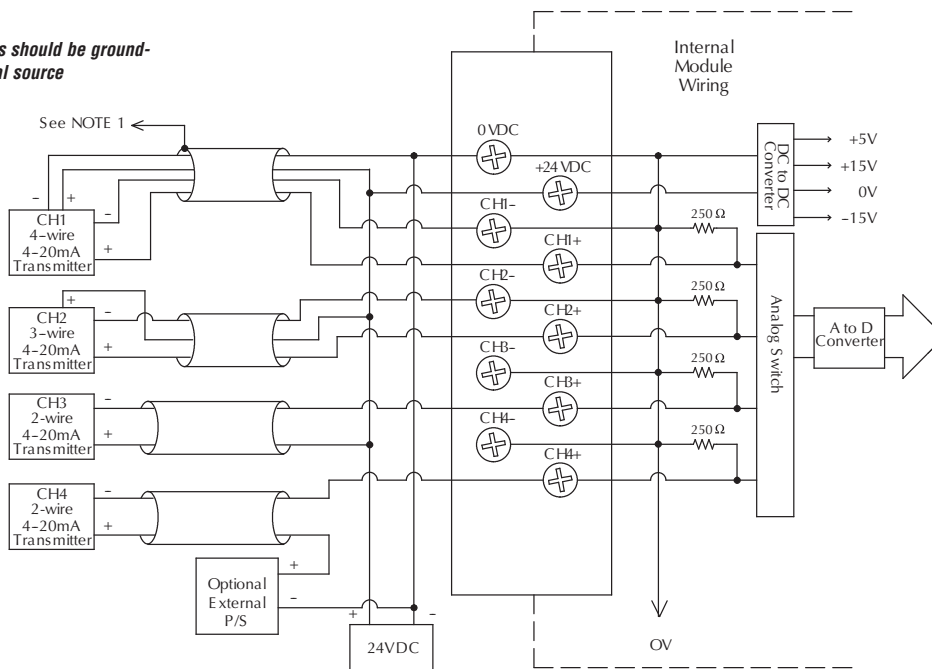 s should be ground-
al source
See NOTE 1
Internal
Module
Wiring
0VDC
+24VDC
CH1-
CH1+
CH2-
CH2+
CH3-
CH3+
CH4-
CH4+
DC to DC
Converter
+5V
+15V
0V
-15V
250 Ω
250 Ω
250 Ω
250 Ω
Analog Switch
A to D
Converter
- +
CH1
4-wire
4-20mA
Transmitter
-
+
+
CH2
3-wire
4-20mA
Transmitter
-
+
CH3
2-wire
4-20mA
Transmitter
-
+
CH4
2-wire
4-20mA
Transmitter
-
+
Optional
External
P/S
+
-
+ -
24VDC
OV